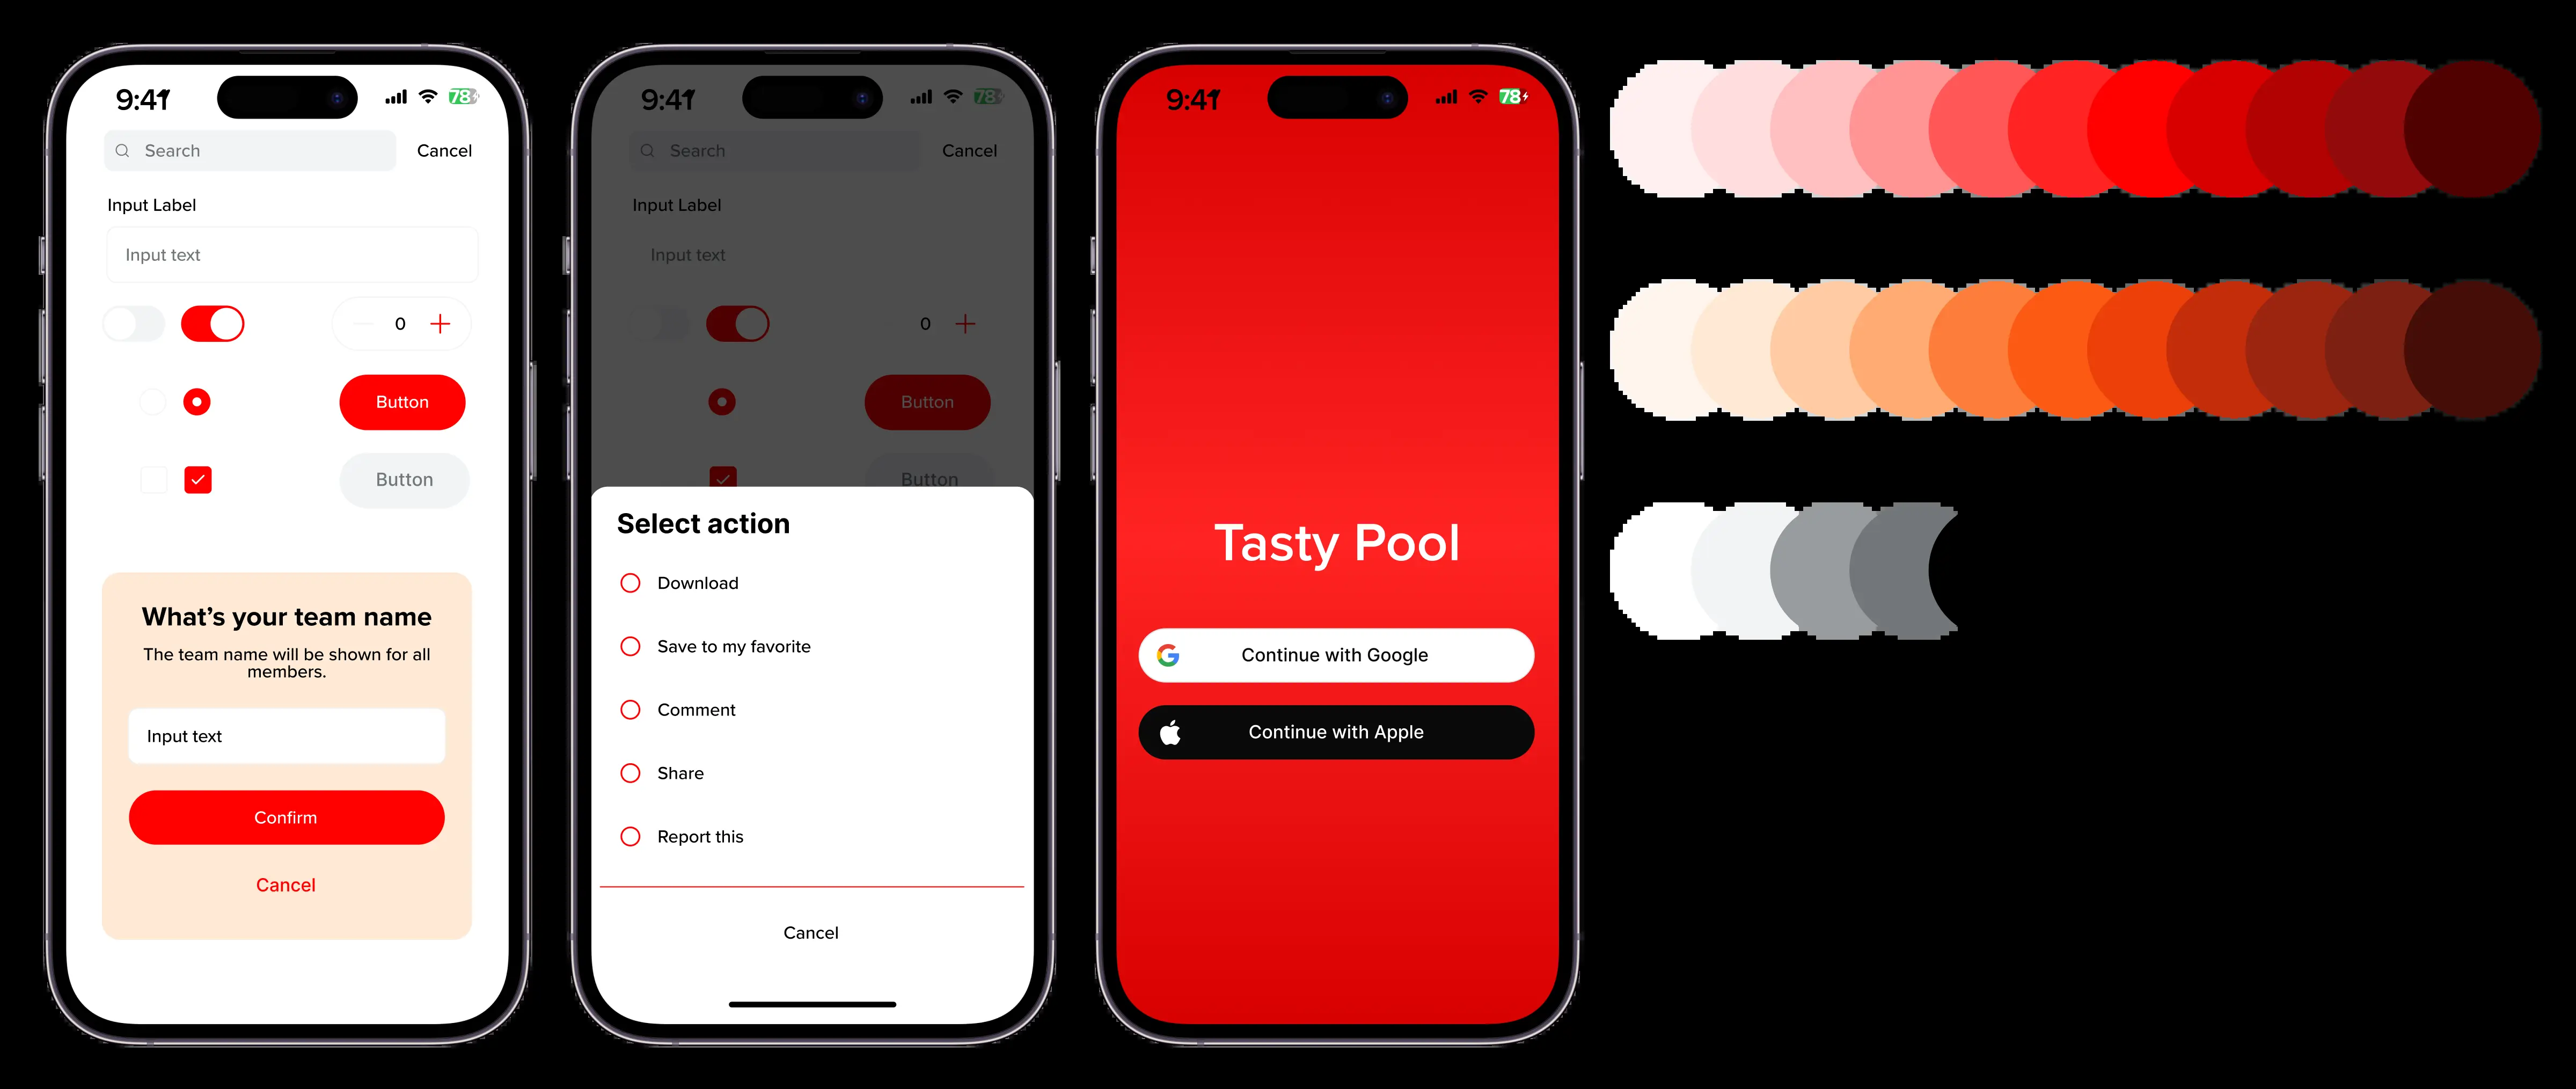 9:41
78
Search
Cancel
Input Label
Input text
0
Button
Button
What's your team name
The team name will be shown for all
members.
Input text
Confirm
Cancel
9:41
78
Search
Cancel
Input Label
Input text
0
Button
Button
Select action
Download
Save to my favorite
Comment
Share
Report this
Cancel
9:41
78
Tasty Pool
Continue with Google
Continue with Apple